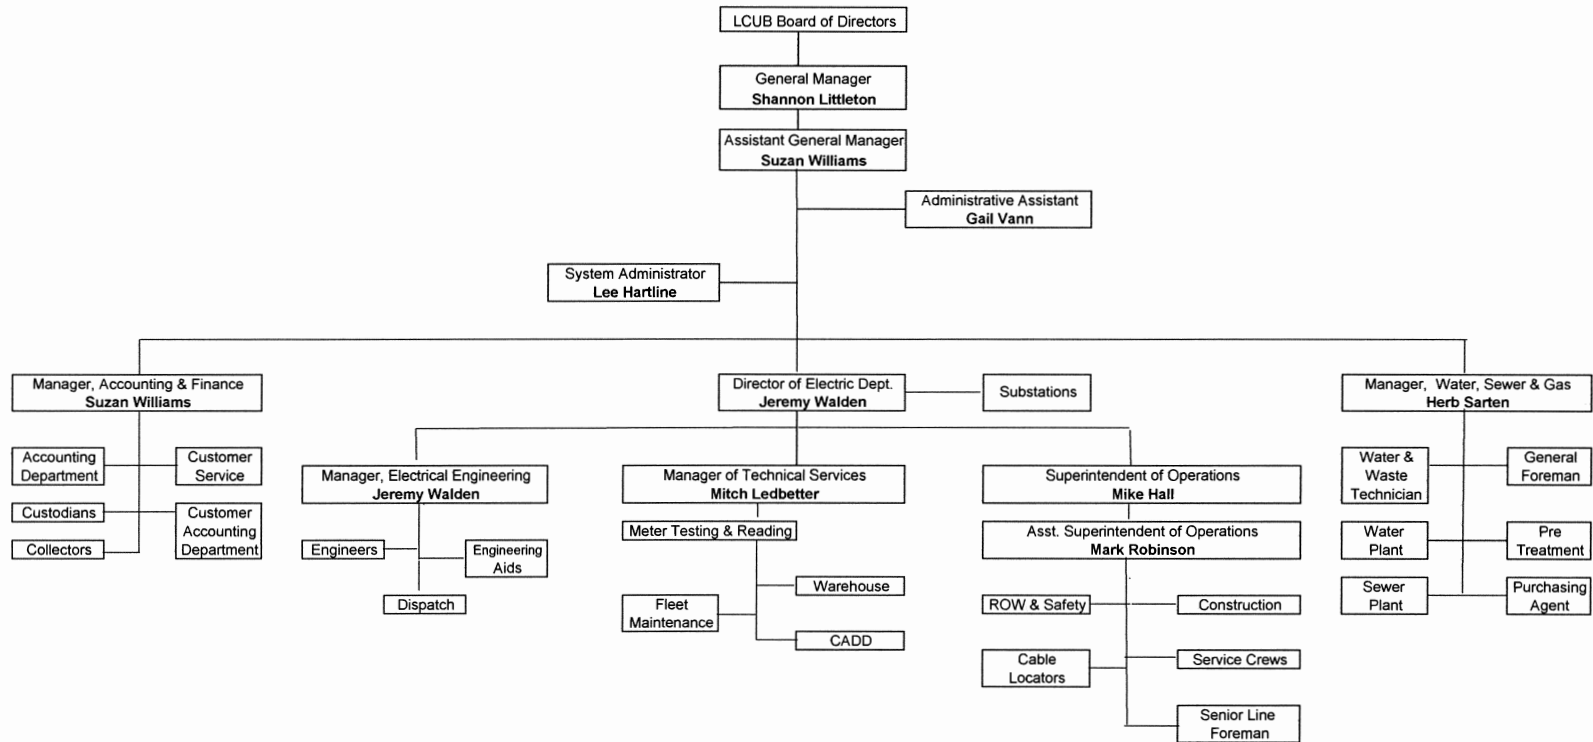 LCUB Board of Directors
General Manager
Shannon Littleton
Assistant General Manager
Suzan Williams
Administrative Assistant
Gail Vann
System Administrator
Lee Hartline
Manager, Accounting & Finance
Suzan Williams
Director of Electric Dept.
Jeremy Walden
Substations
Manager, Water, Sewer & Gas
Herb Sarten
Accounting
Department
Customer
Service
Custodians
Customer
Accounting
Department
Collectors
Manager, Electrical Engineering
Jeremy Walden
Engineers
Engineering
Aids
Dispatch
Manager of Technical Services
Mitch Ledbetter
Meter Testing & Reading
Warehouse
Fleet
Maintenance
CADD
Superintendent of Operations
Mike Hall
Asst. Superintendent of Operations
Mark Robinson
ROW & Safety
Construction
Cable
Locators
Service Crews
Senior Line
Foreman
Water &
Waste
Technician
General
Foreman
Water
Plant
Pre
Treatment
Sewer
Plant
Purchasing
Agent